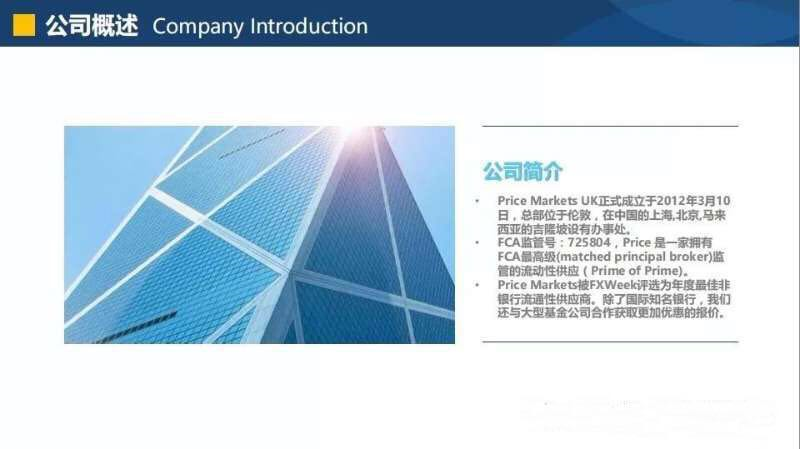 公司概述 Company Introduction
公司简介
• Price Markets UK正式成立于2012年3月10
日，总部位于伦敦，在中国的上海,北京,马来
西亚的吉隆坡设有办事处。
• FCA监管号：725804，Price 是一家拥有
FCA最高级(matched principal broker)监
管的流动性供应（Prime of Prime)。
• Price Markets被FXWeek评选为年度最佳非
银行流通性供应商。除了国际知名银行，我们
还与大型基金公司合作获取更加优惠的报价。